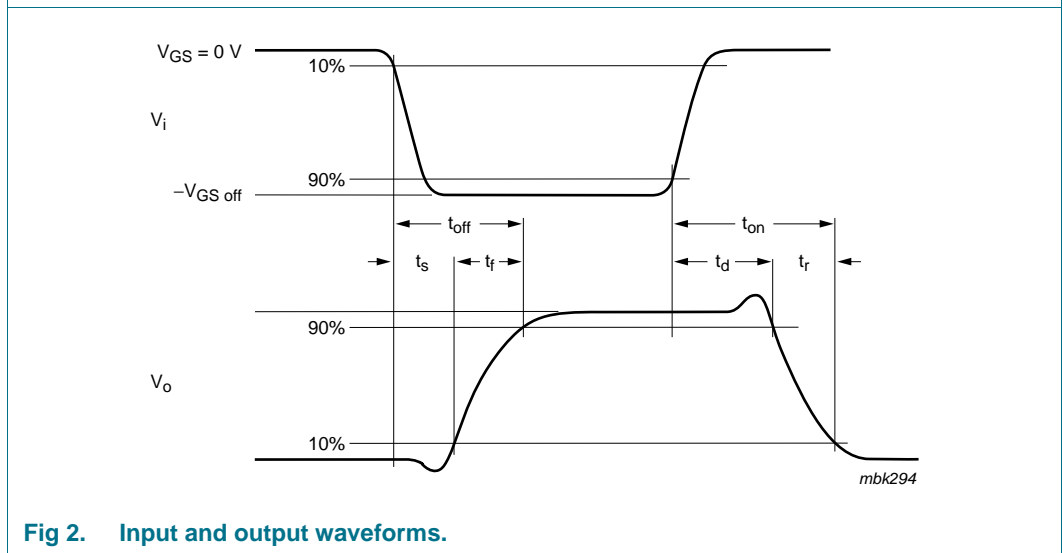 V_GS = 0 V
10%
V_i
90%
−V_GS off
t_off
t_on
t_s
t_f
t_d
t_r
90%
V_o
10%
mbk294
Fig 2. Input and output waveforms.